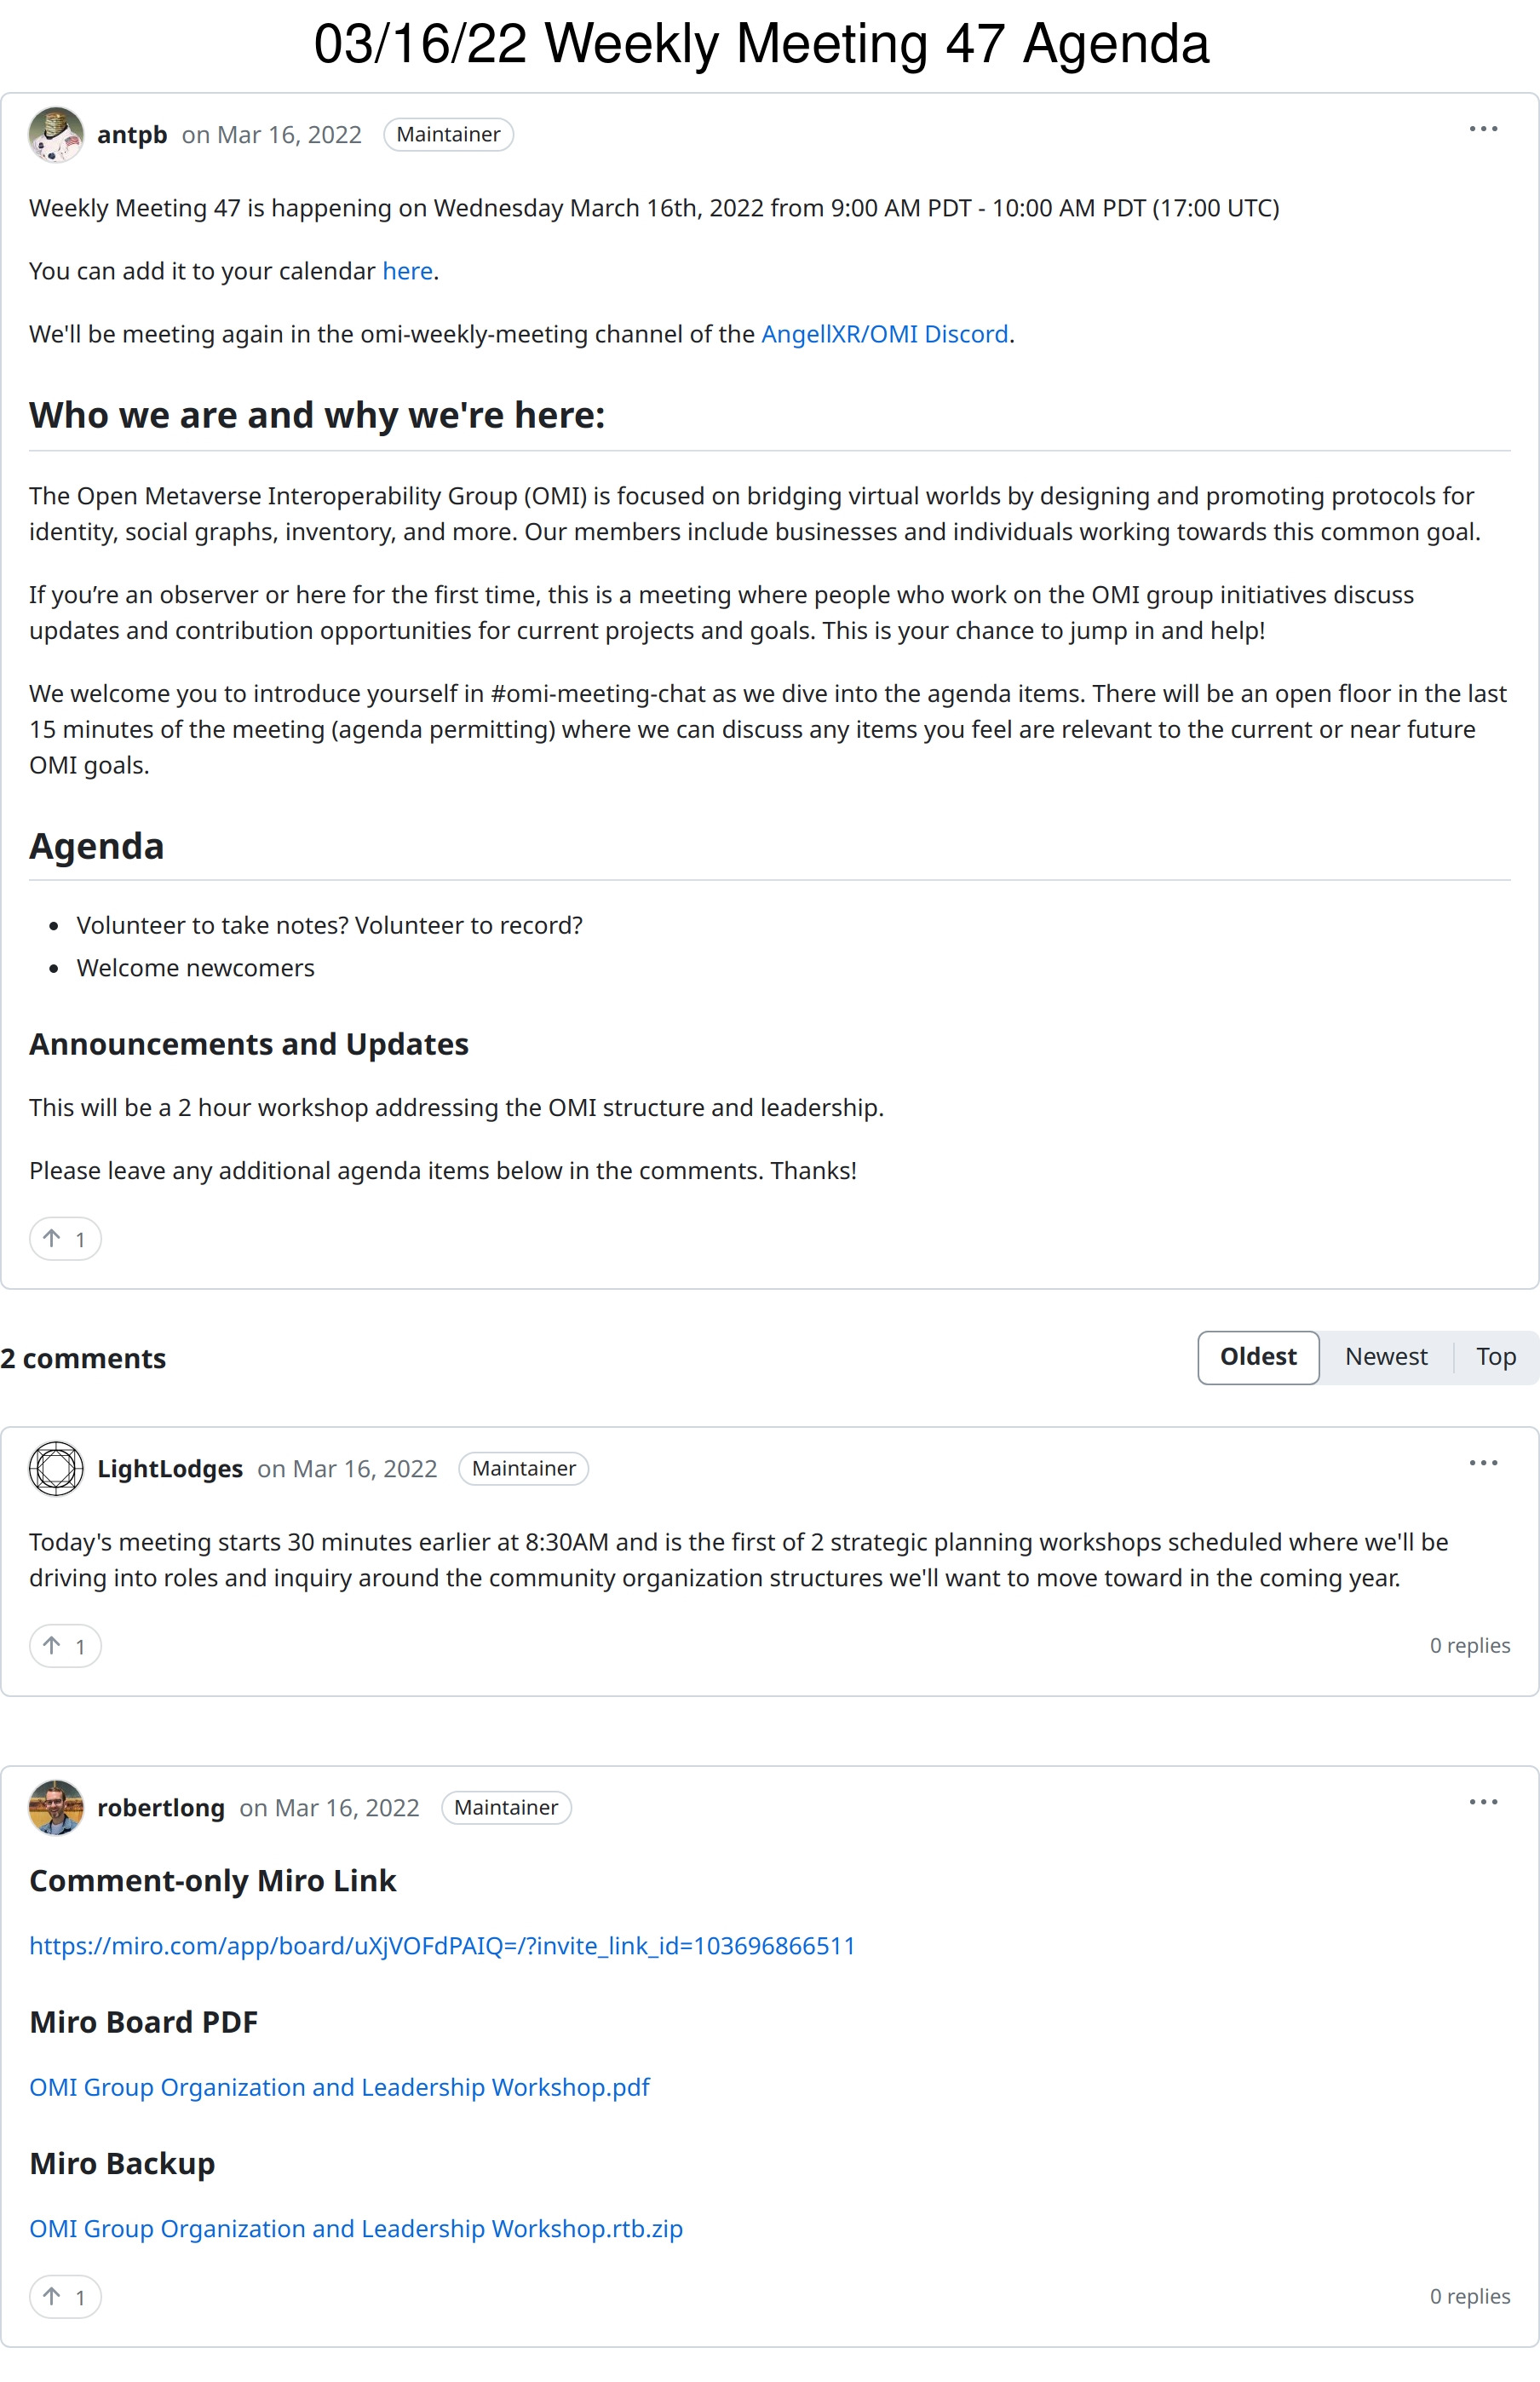 03/16/22 Weekly Meeting 47 Agenda
antpb on Mar 16, 2022 Maintainer
Weekly Meeting 47 is happening on Wednesday March 16th, 2022 from 9:00 AM PDT - 10:00 AM PDT (17:00 UTC)
You can add it to your calendar here.
We'll be meeting again in the omi-weekly-meeting channel of the AngellXR/OMI Discord.
Who we are and why we're here:
The Open Metaverse Interoperability Group (OMI) is focused on bridging virtual worlds by designing and promoting protocols for
identity, social graphs, inventory, and more. Our members include businesses and individuals working towards this common goal.
If you’re an observer or here for the first time, this is a meeting where people who work on the OMI group initiatives discuss
updates and contribution opportunities for current projects and goals. This is your chance to jump in and help!
We welcome you to introduce yourself in #omi-meeting-chat as we dive into the agenda items. There will be an open floor in the last
15 minutes of the meeting (agenda permitting) where we can discuss any items you feel are relevant to the current or near future
OMI goals.
Agenda
• Volunteer to take notes? Volunteer to record?
• Welcome newcomers
Announcements and Updates
This will be a 2 hour workshop addressing the OMI structure and leadership.
Please leave any additional agenda items below in the comments. Thanks!
↑ 1
2 comments Oldest Newest Top
LightLodges on Mar 16, 2022 Maintainer
Today's meeting starts 30 minutes earlier at 8:30AM and is the first of 2 strategic planning workshops scheduled where we'll be
driving into roles and inquiry around the community organization structures we'll want to move toward in the coming year.
↑ 1 0 replies
robertlong on Mar 16, 2022 Maintainer
Comment-only Miro Link
https://miro.com/app/board/uXjVOFdPAIQ=/?invite_link_id=103696866511
Miro Board PDF
OMI Group Organization and Leadership Workshop.pdf
Miro Backup
OMI Group Organization and Leadership Workshop.rtb.zip
↑ 1 0 replies